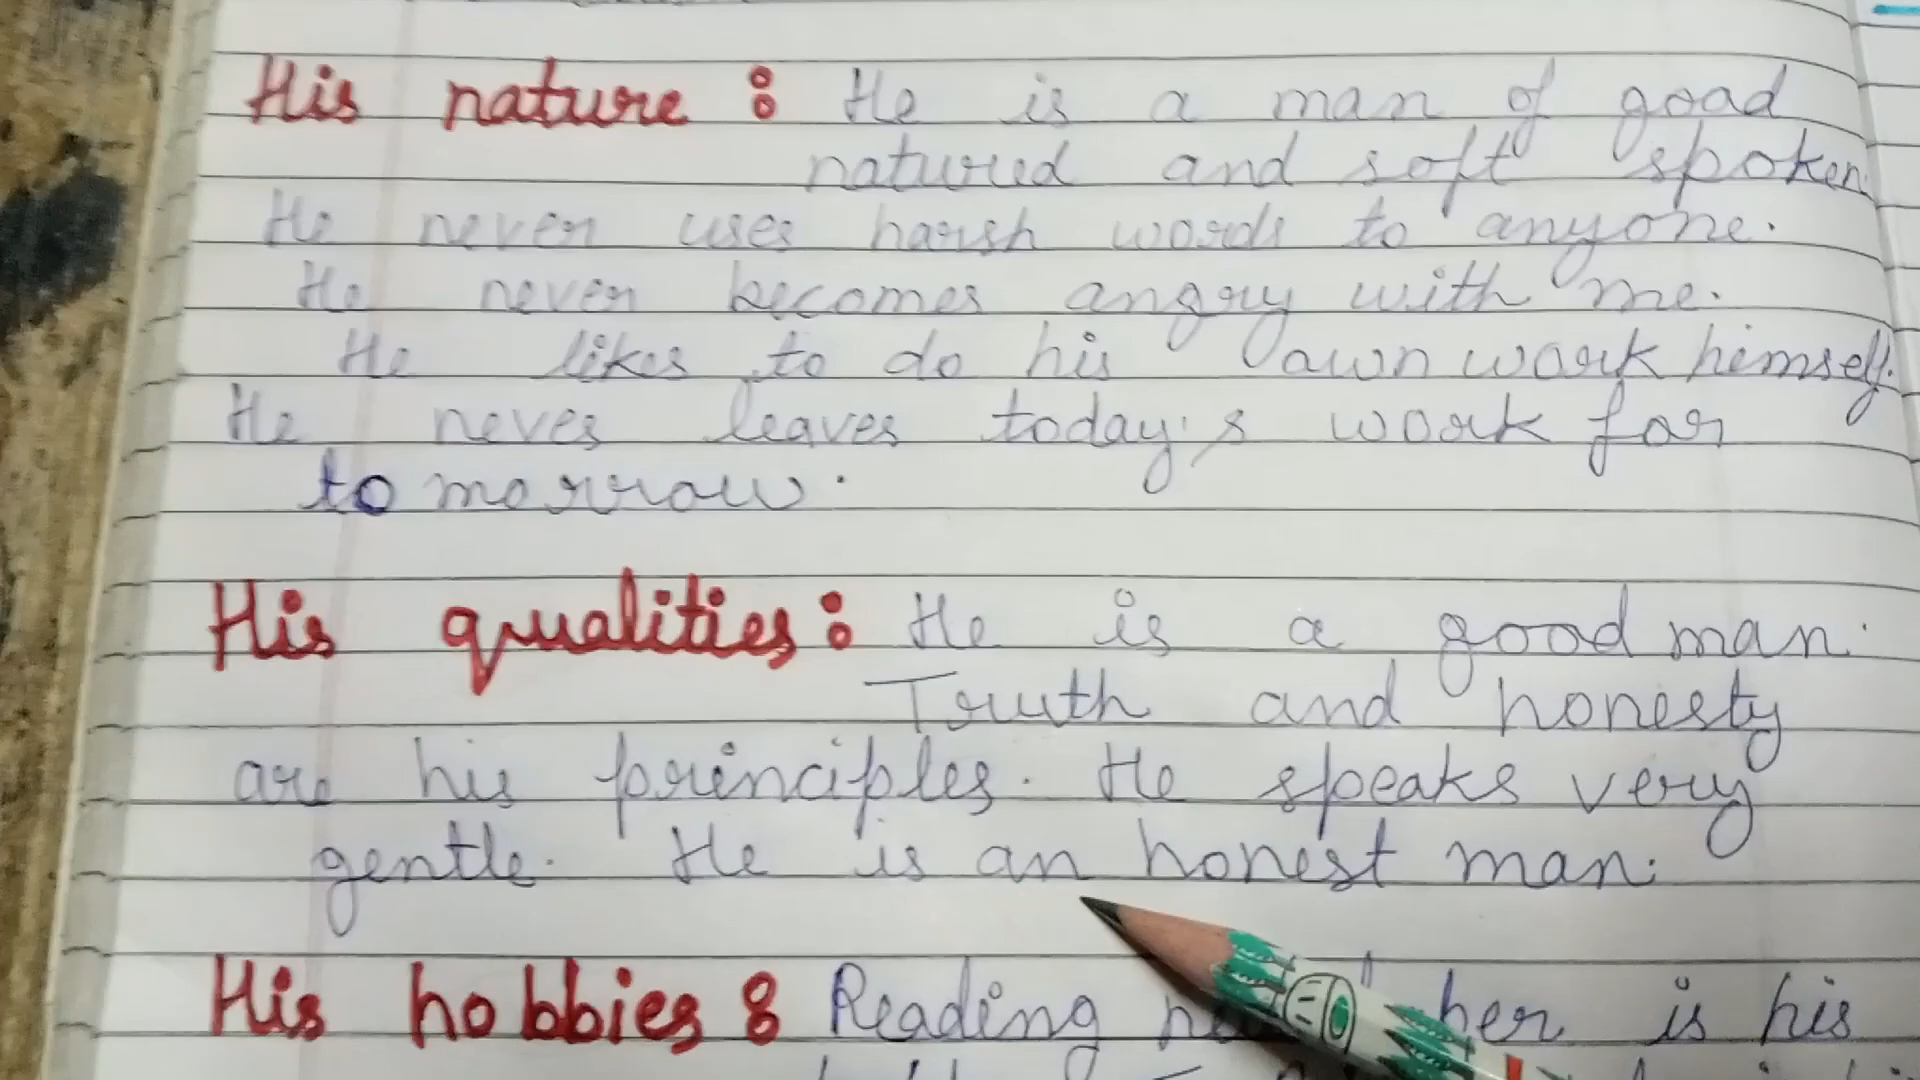 His nature : He is a man of good
natured and soft spoken.
He never uses harsh words to anyone.
He never becomes angry with me.
He likes to do his own work himself.
He never leaves today's work for
tomorrow.
His qualities : He is a good man.
Truth and honesty
are his principles. He speaks very
gentle. He is an honest man.
His hobbies : Reading is his